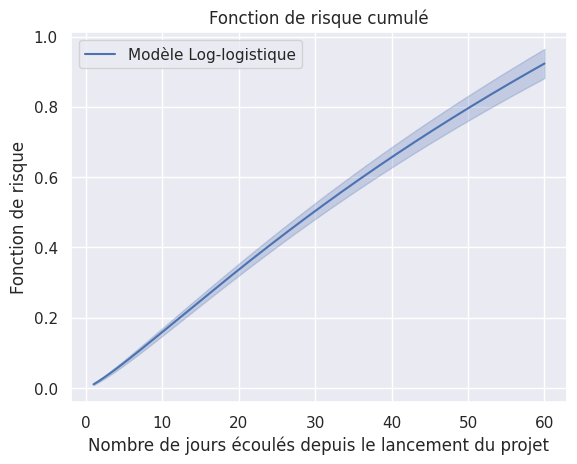 Fonction de risque cumulé
Modèle Log-logistique
Fonction de risque
1.0
0.8
0.6
0.4
0.2
0.0
0 10 20 30 40 50 60
Nombre de jours écoulés depuis le lancement du projet